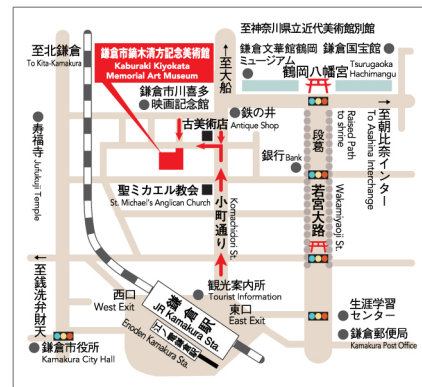 至神奈川県立近代美術館別館
至北鎌倉
To Kita-Kamakura
鎌倉市鏑木清方記念美術館
Kaburaki Kiyokata
Memorial Art Museum
至大船
鎌倉文華館鶴岡
ミュージアム
鎌倉国宝館
Tsurugaoka
Hachimangu
鶴岡八幡宮
鎌倉市川喜多
映画記念館
鉄の井
古美術店
Antique Shop
寿福寺
Jufukuji Temple
段葛
Raised Path
to shrine
至朝比奈インター
To Asahina Interchange
銀行 Bank
聖ミカエル教会
St. Michael's Anglican Church
小町通り
Komachidori St.
若宮大路
Wakamiyaoji St.
至銭洗弁財天
西口
West Exit
鎌倉駅
JR Kamakura Sta.
江ノ電鎌倉駅
Enoden Kamakura Sta.
観光案内所
Tourist Information
東口
East Exit
生涯学習
センター
鎌倉市役所
Kamakura City Hall
鎌倉郵便局
Kamakura Post Office